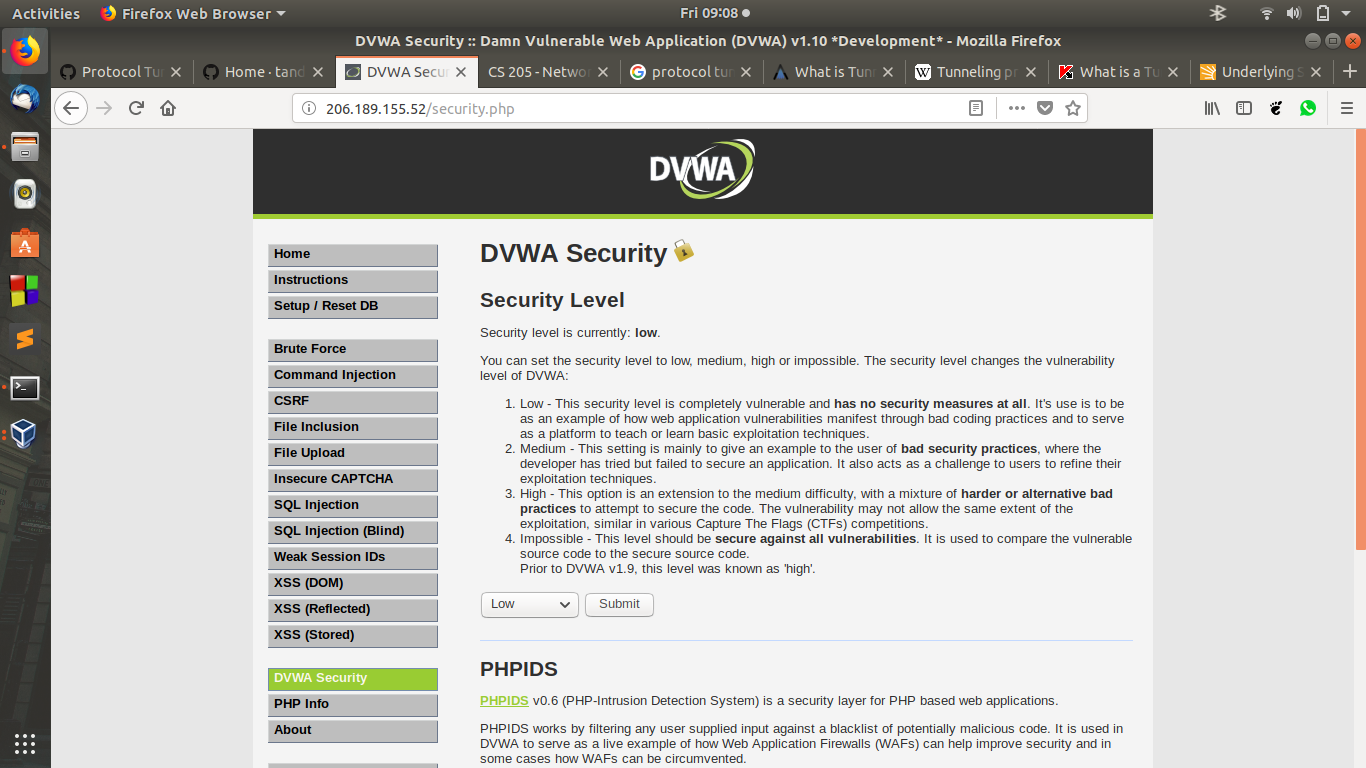 Activities
Firefox Web Browser
Fri 09:08
DVWA Security :: Damn Vulnerable Web Application (DVWA) v1.10 *Development* - Mozilla Firefox
Protocol Tu
Home · tand
DVWA Secur
CS 205 - Netwo
protocol tu
What is Tun
Tunneling p
What is a Tu
Underlying S
206.189.155.52/security.php
DVWA
Home
Instructions
Setup / Reset DB
Brute Force
Command Injection
CSRF
File Inclusion
File Upload
Insecure CAPTCHA
SQL Injection
SQL Injection (Blind)
Weak Session IDs
XSS (DOM)
XSS (Reflected)
XSS (Stored)
DVWA Security
PHP Info
About
DVWA Security
Security Level
Security level is currently: low.
You can set the security level to low, medium, high or impossible. The security level changes the vulnerability
level of DVWA:
1. Low - This security level is completely vulnerable and has no security measures at all. It's use is to be
as an example of how web application vulnerabilities manifest through bad coding practices and to serve
as a platform to teach or learn basic exploitation techniques.
2. Medium - This setting is mainly to give an example to the user of bad security practices, where the
developer has tried but failed to secure an application. It also acts as a challenge to users to refine their
exploitation techniques.
3. High - This option is an extension to the medium difficulty, with a mixture of harder or alternative bad
practices to attempt to secure the code. The vulnerability may not allow the same extent of the
exploitation, similar in various Capture The Flags (CTFs) competitions.
4. Impossible - This level should be secure against all vulnerabilities. It is used to compare the vulnerable
source code to the secure source code.
Prior to DVWA v1.9, this level was known as 'high'.
Low
Submit
PHPIDS
PHPIDS v0.6 (PHP-Intrusion Detection System) is a security layer for PHP based web applications.
PHPIDS works by filtering any user supplied input against a blacklist of potentially malicious code. It is used in
DVWA to serve as a live example of how Web Application Firewalls (WAFs) can help improve security and in
some cases how WAFs can be circumvented.